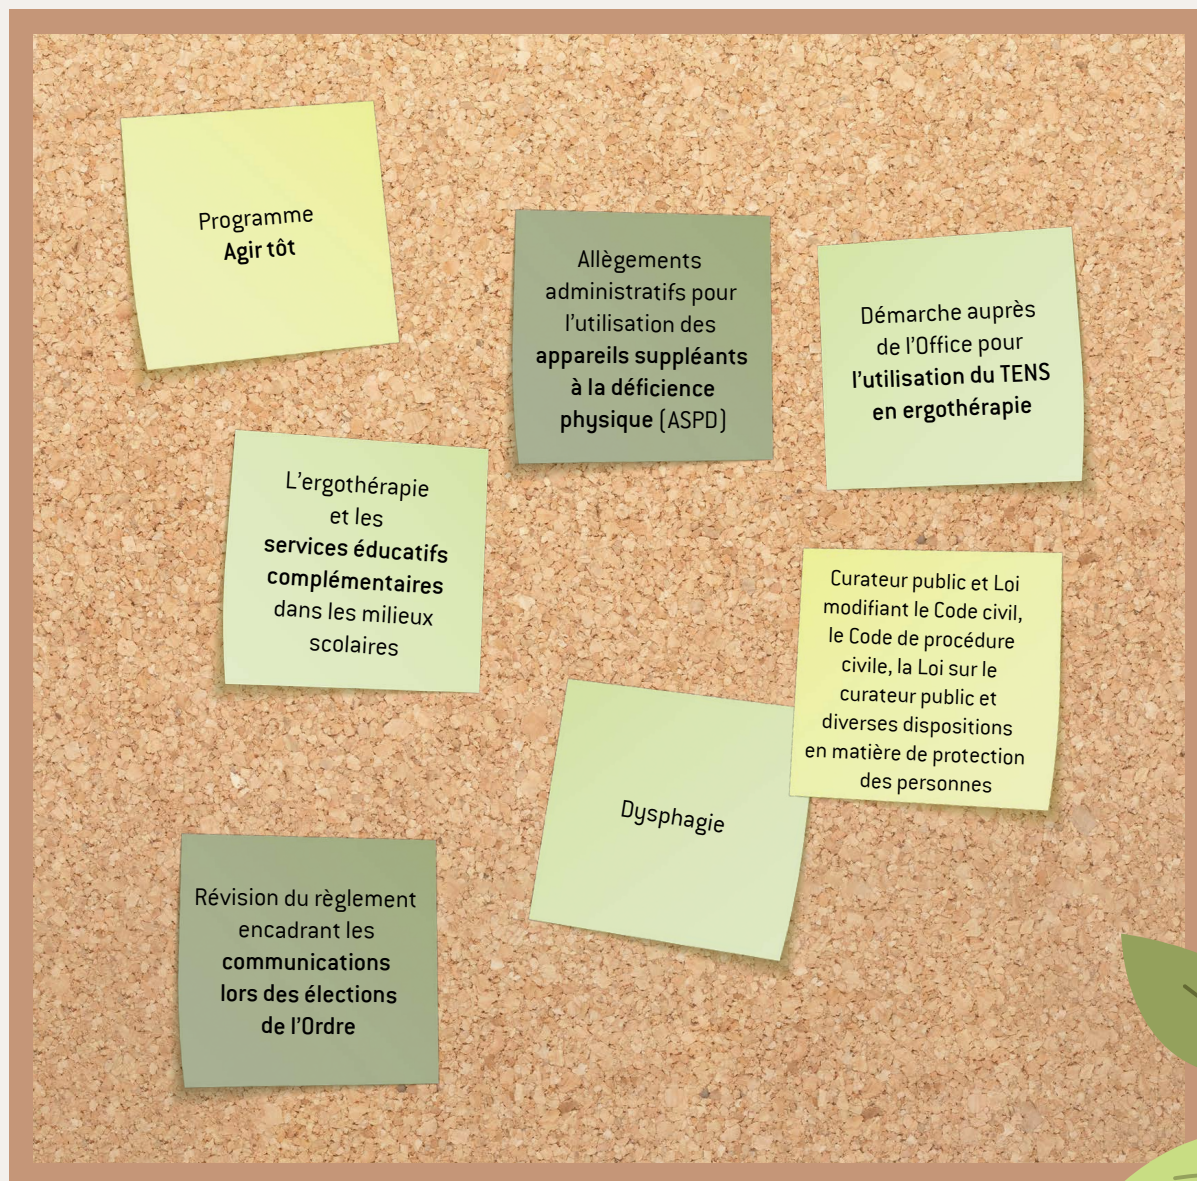 Programme
Agir tôt
Allègements
administratifs pour
l'utilisation des
appareils suppléants
à la déficience
physique (ASPD)
Démarche auprès
de l'Office pour
l'utilisation du TENS
en ergothérapie
L'ergothérapie
et les
services éducatifs
complémentaires
dans les milieux
scolaires
Curateur public et Loi
modifiant le Code civil,
le Code de procédure
civile, la Loi sur le
curateur public et
diverses dispositions
en matière de protection
des personnes
Dysphagie
Révision du règlement
encadrant les
communications
lors des élections
de l'Ordre